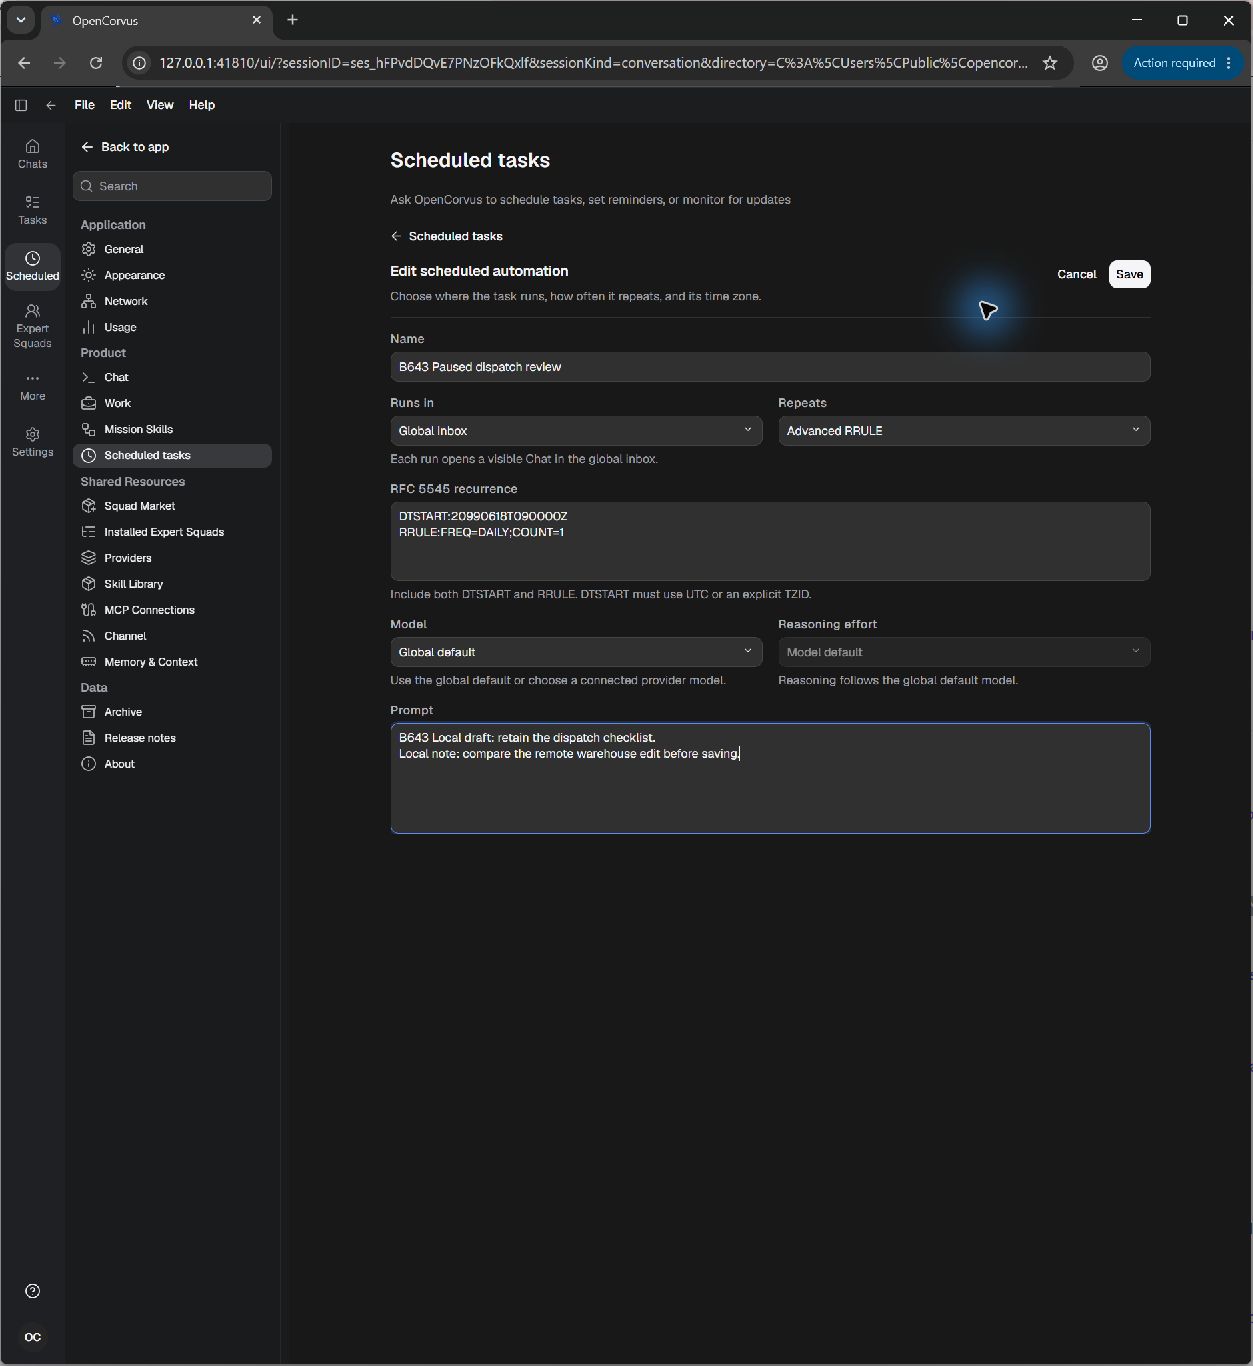 OpenCorvus
127.0.0.1:41810/ui/?sessionID=ses_hFPvdDQvE7PNzOFkQxlf&sessionKind=conversation&directory=C%3A%5CUsers%5CPublic%5Copencor...
Action required
File Edit View Help
Chats
Tasks
Scheduled
Expert
Squads
More
Settings
OC
Back to app
Search
Application
General
Appearance
Network
Usage
Product
Chat
Work
Mission Skills
Scheduled tasks
Shared Resources
Squad Market
Installed Expert Squads
Providers
Skill Library
MCP Connections
Channel
Memory & Context
Data
Archive
Release notes
About
Scheduled tasks
Ask OpenCorvus to schedule tasks, set reminders, or monitor for updates
Scheduled tasks
Edit scheduled automation
Cancel Save
Choose where the task runs, how often it repeats, and its time zone.
Name
B643 Paused dispatch review
Runs in
Global inbox
Each run opens a visible Chat in the global inbox.
Repeats
Advanced RRULE
RFC 5545 recurrence
DTSTART:20990618T090000Z
RRULE:FREQ=DAILY;COUNT=1
Include both DTSTART and RRULE. DTSTART must use UTC or an explicit TZID.
Model
Global default
Use the global default or choose a connected provider model.
Reasoning effort
Model default
Reasoning follows the global default model.
Prompt
B643 Local draft: retain the dispatch checklist.
Local note: compare the remote warehouse edit before saving.